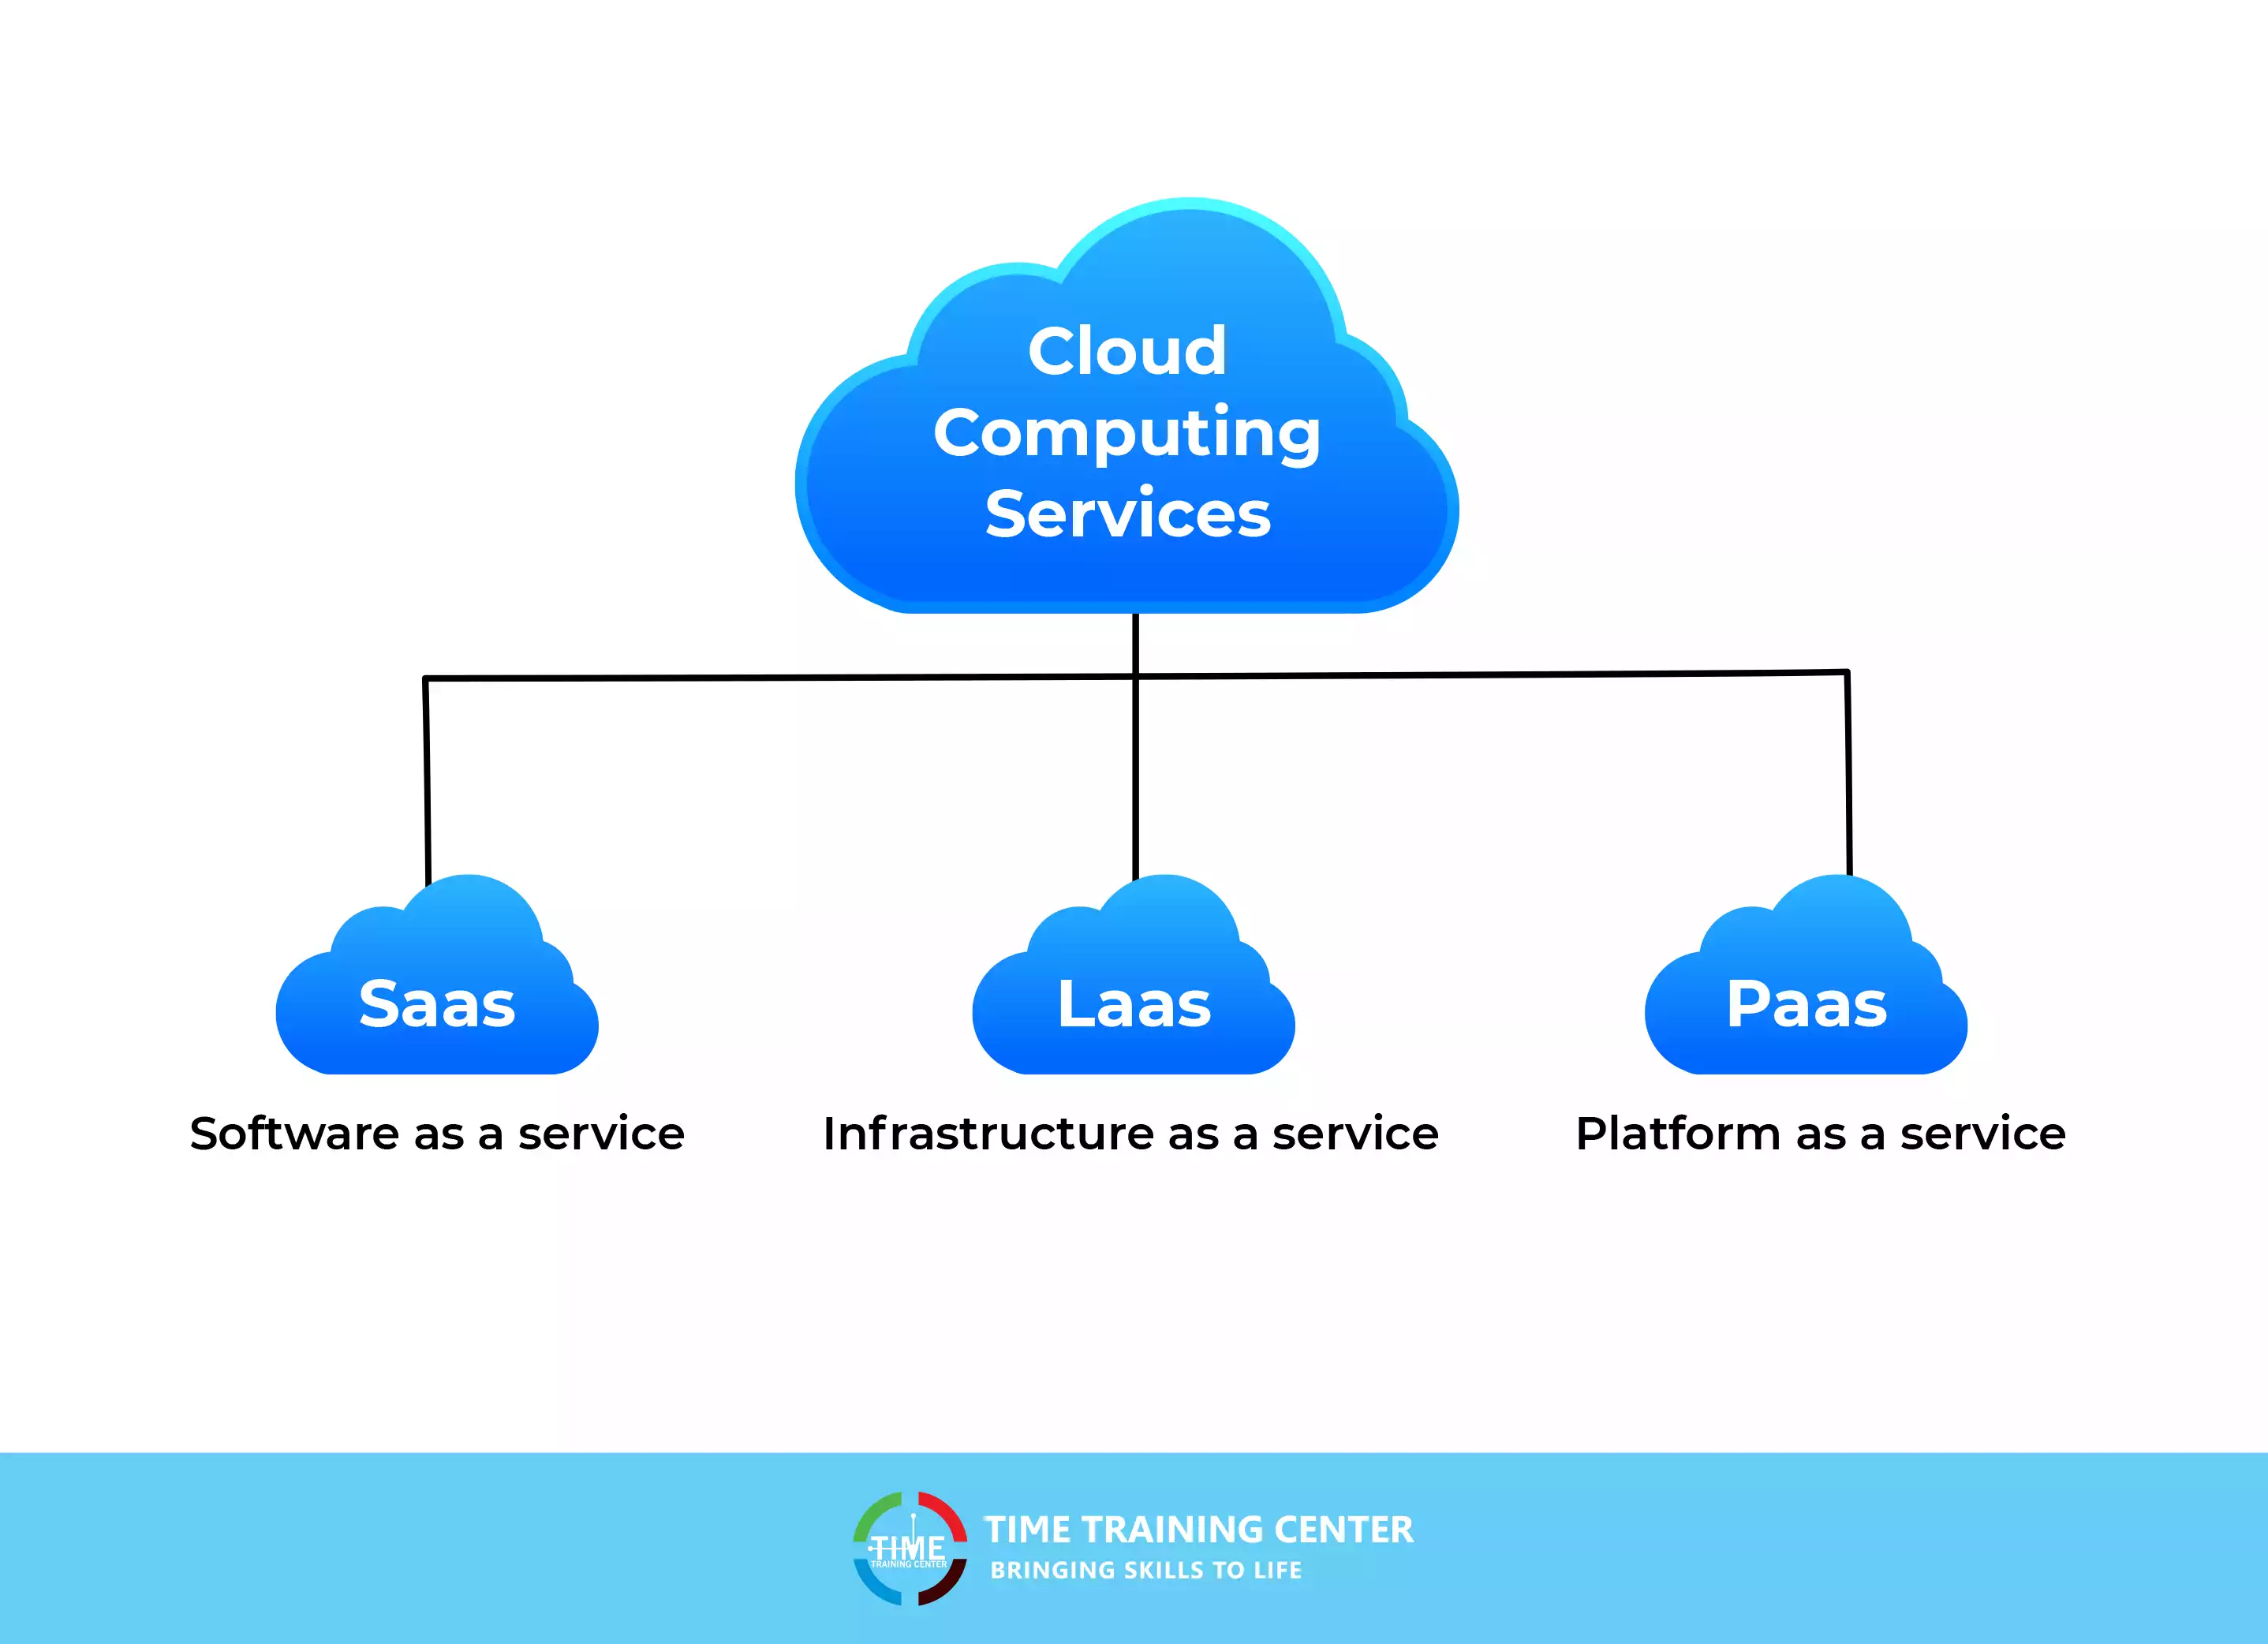 Cloud
Computing
Services
Saas
Laas
Paas
Software as a service
Infrastructure as a service
Platform as a service
TIME
TRAINING CENTER
TIME TRAINING CENTER
BRINGING SKILLS TO LIFE